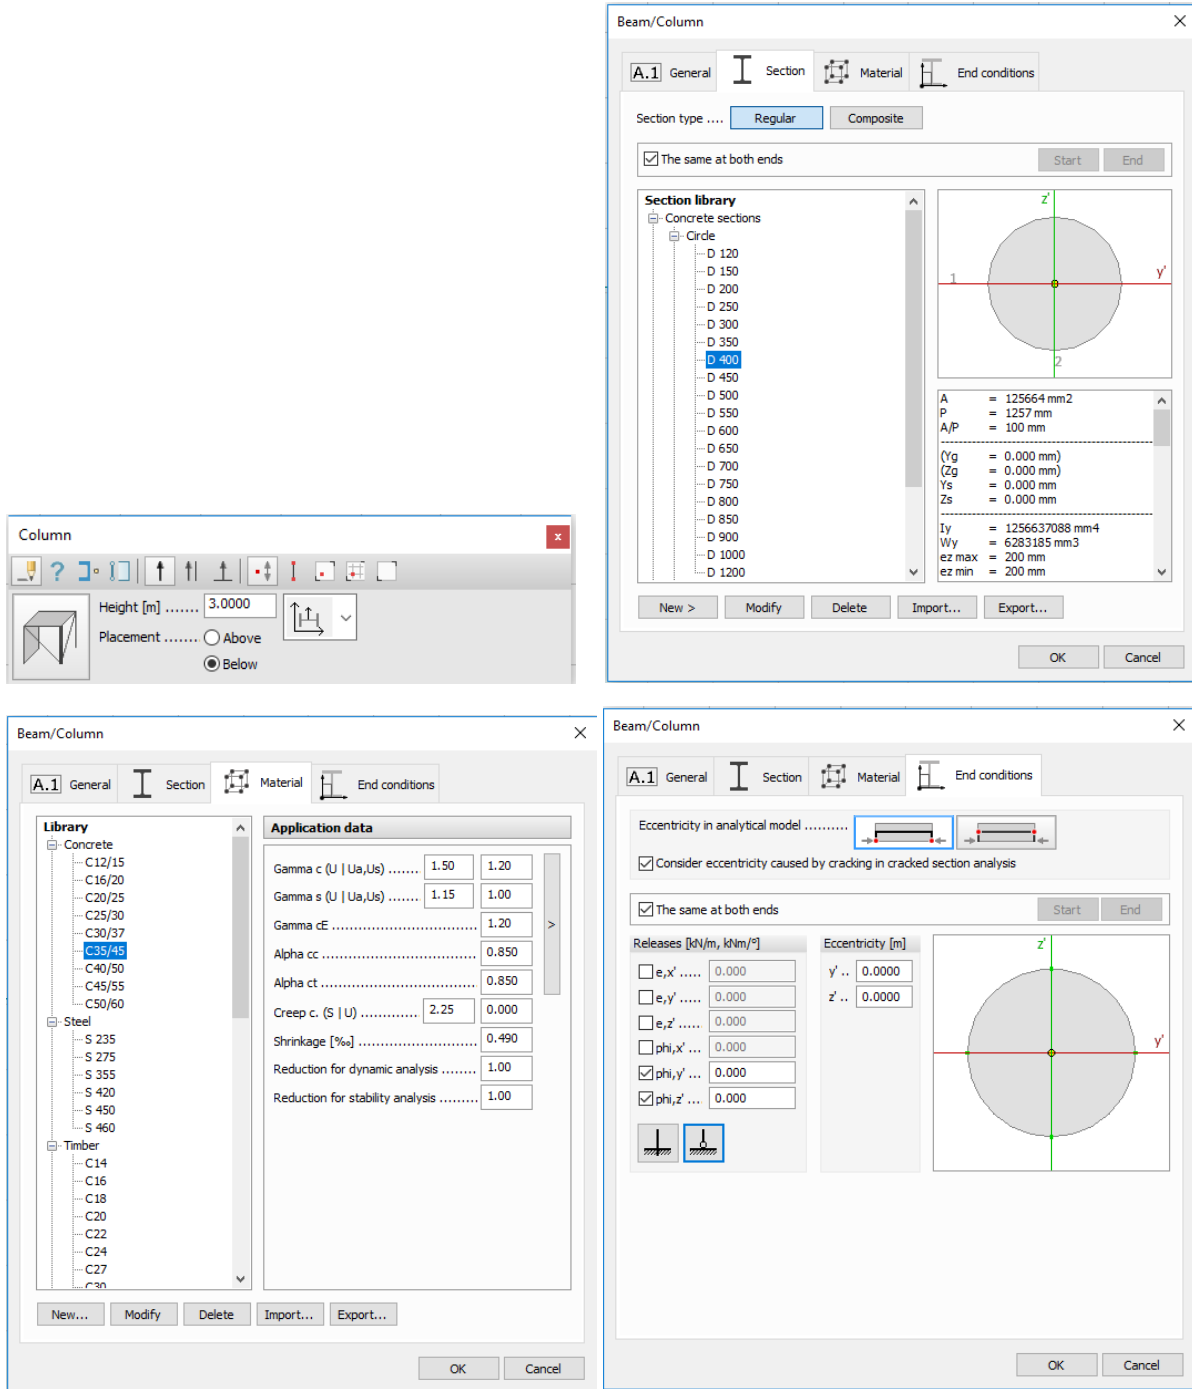 Column
x
Height [m] ....... 3.0000
Placement ....... Above
Below
Beam/Column
A.1 General
Section
Material
End conditions
Section type .... Regular Composite
The same at both ends
Start End
Section library
Concrete sections
Circle
D 120
D 150
D 200
D 250
D 300
D 350
D 400
D 450
D 500
D 550
D 600
D 650
D 700
D 750
D 800
D 850
D 900
D 1000
D 1200
z'
y'
1
2
A = 125664 mm2
P = 1257 mm
A/P = 100 mm
(Yg = 0.000 mm)
(Zg = 0.000 mm)
Ys = 0.000 mm
Zs = 0.000 mm
Iy = 1256637088 mm4
Wy = 6283185 mm3
ez max = 200 mm
ez min = 200 mm
New > Modify Delete Import... Export...
OK Cancel
Beam/Column
A.1 General
Section
Material
End conditions
Library
Concrete
C12/15
C16/20
C20/25
C25/30
C30/37
C35/45
C40/50
C45/55
C50/60
Steel
S 235
S 275
S 355
S 420
S 450
S 460
Timber
C14
C16
C18
C20
C22
C24
C27
C30
Application data
Gamma c (U | Ua,Us) ....... 1.50 1.20
Gamma s (U | Ua,Us) ....... 1.15 1.00
Gamma cE ................................ 1.20
Alpha cc .................................. 0.850
Alpha ct ................................... 0.850
Creep c. (S | U) ............. 2.25 0.000
Shrinkage [‰] .......................... 0.490
Reduction for dynamic analysis ........ 1.00
Reduction for stability analysis ......... 1.00
>
New... Modify Delete Import... Export...
OK Cancel
Beam/Column
A.1 General
Section
Material
End conditions
Eccentricity in analytical model ..........
Consider eccentricity caused by cracking in cracked section analysis
The same at both ends
Start End
Releases [kN/m, kNm/°]
e,x' ..... 0.000
e,y' ..... 0.000
e,z' ..... 0.000
phi,x' ... 0.000
phi,y' ... 0.000
phi,z' ... 0.000
Eccentricity [m]
y' .. 0.0000
z' .. 0.0000
z'
y'
OK Cancel